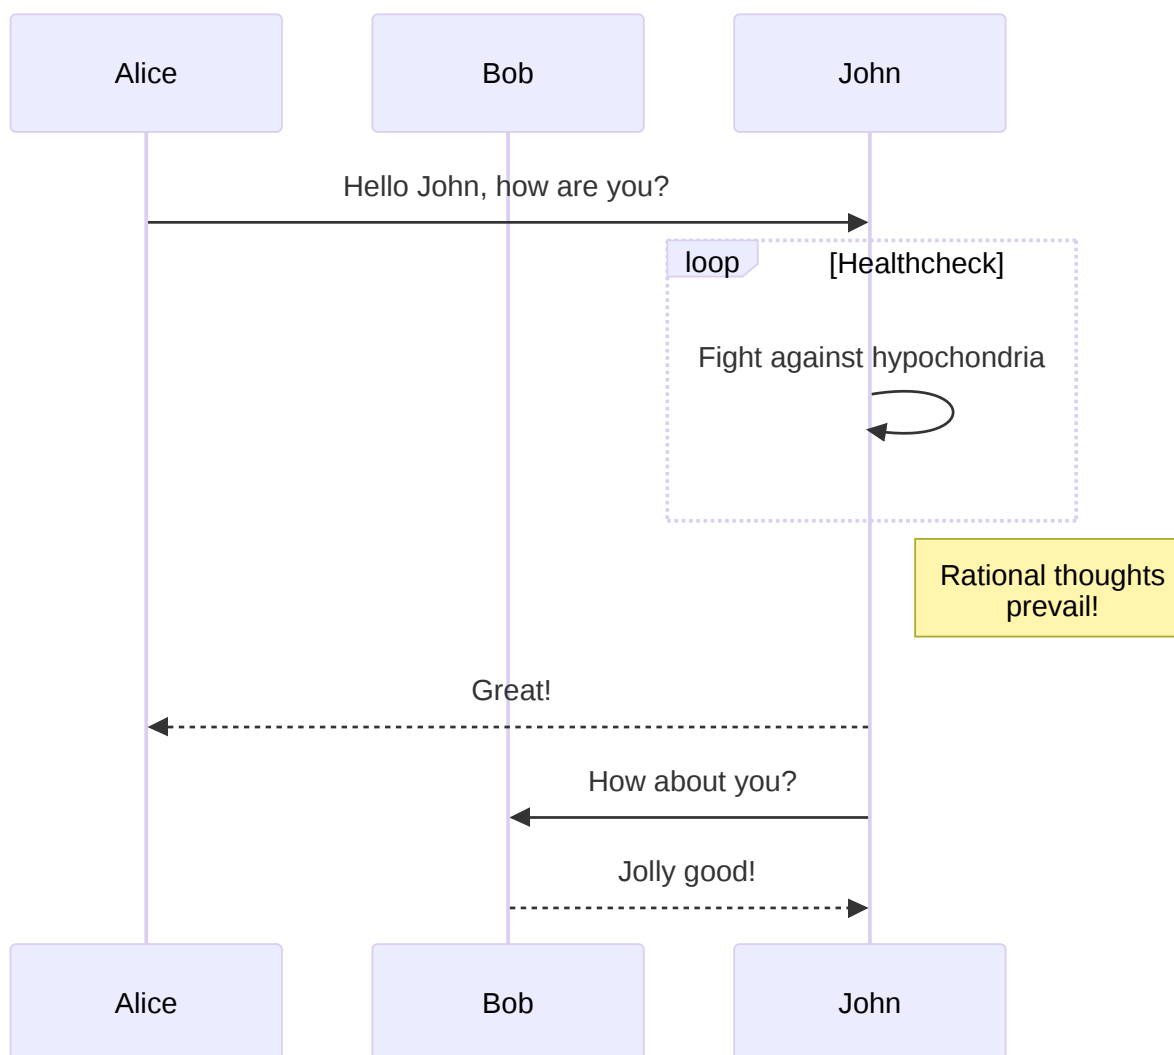 Alice
Bob
John
Hello John, how are you?
loop
[Healthcheck]
Fight against hypochondria
Rational thoughts
prevail!
Great!
How about you?
Jolly good!
Alice
Bob
John